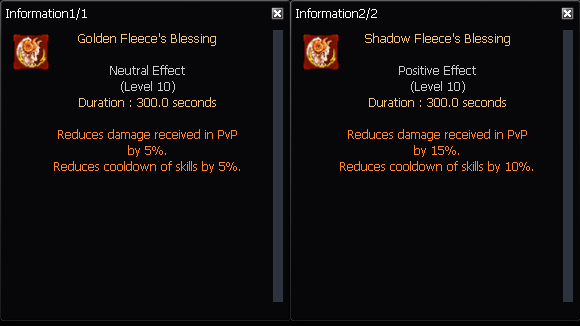 Information1/1
Golden Fleece's Blessing
Neutral Effect
(Level 10)
Duration : 300.0 seconds
Reduces damage received in PvP
by 5%.
Reduces cooldown of skills by 5%.
Information2/2
Shadow Fleece's Blessing
Positive Effect
(Level 10)
Duration : 300.0 seconds
Reduces damage received in PvP
by 15%.
Reduces cooldown of skills by 10%.